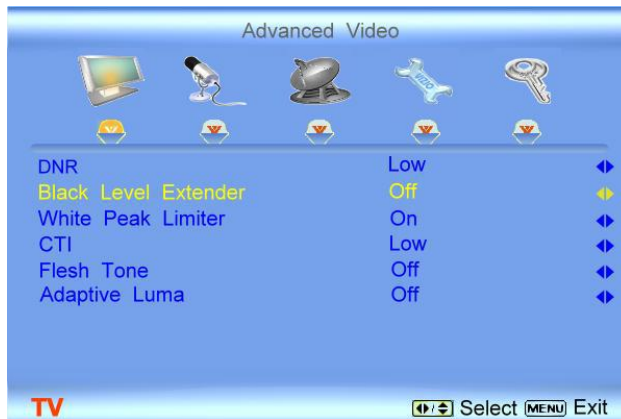 Advanced Video
VIZIO
DNR Low
Black Level Extender Off
White Peak Limiter On
CTI Low
Flesh Tone Off
Adaptive Luma Off
TV Select MENU Exit